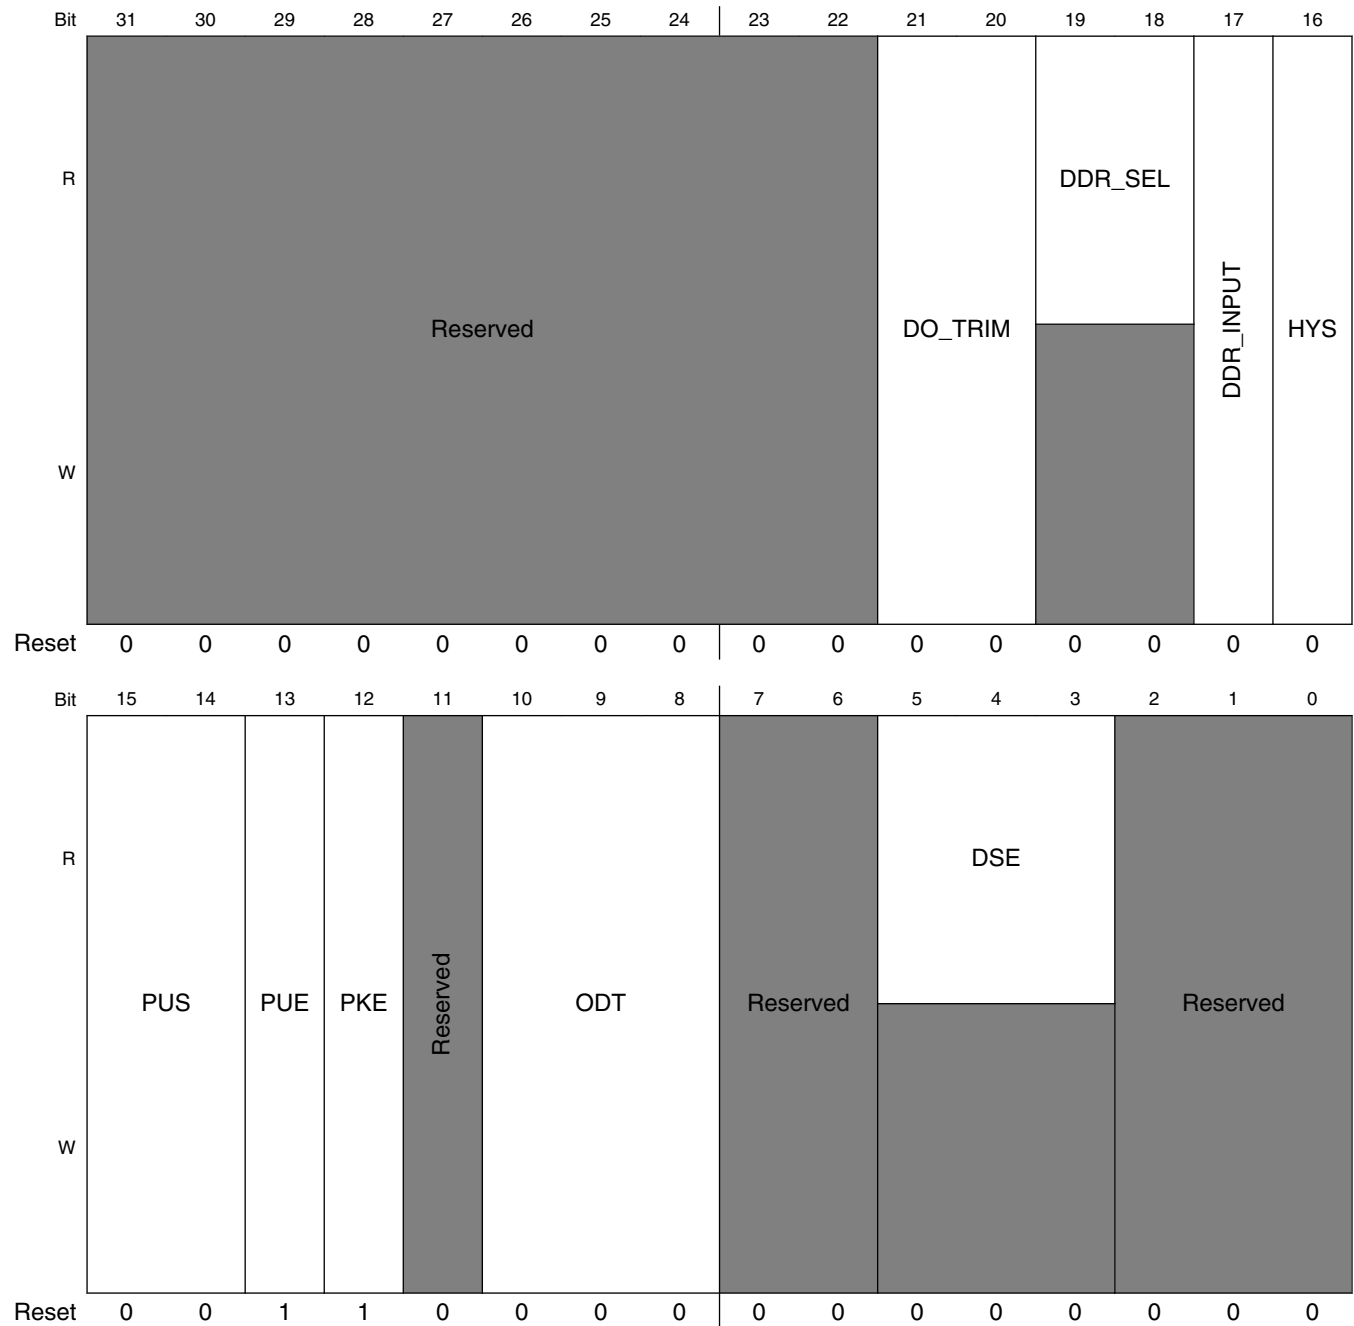 Bit 31 30 29 28 27 26 25 24 23 22 21 20 19 18 17 16
R DDR_SEL
Reserved DO_TRIM DDR_INPUT HYS
W
Reset 0 0 0 0 0 0 0 0 0 0 0 0 0 0 0 0
Bit 15 14 13 12 11 10 9 8 7 6 5 4 3 2 1 0
R DSE
PUS PUE PKE Reserved ODT Reserved Reserved
W
Reset 0 0 1 1 0 0 0 0 0 0 0 0 0 0 0 0